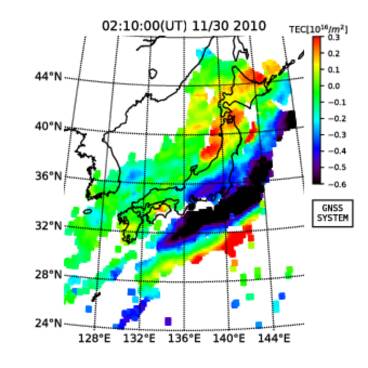 02:10:00(UT) 11/30 2010
TEC[10¹⁶/m²]
0.3
0.2
0.1
0.0
−0.1
−0.2
−0.3
−0.4
−0.5
−0.6
GNSS
SYSTEM
44°N
40°N
36°N
32°N
28°N
24°N
128°E 132°E 136°E 140°E 144°E